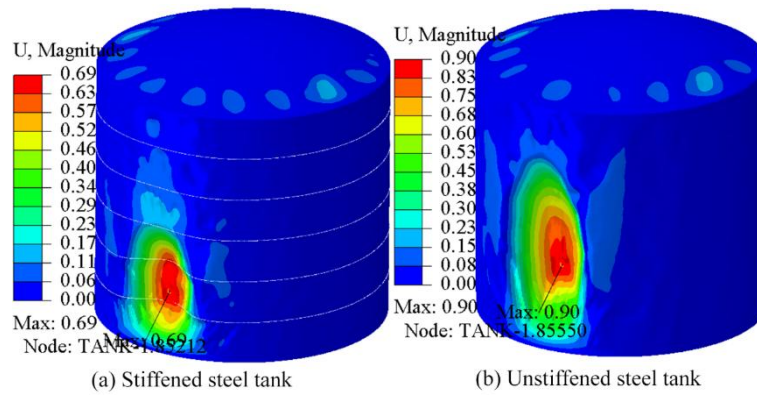 U, Magnitude
0.69
0.63
0.57
0.52
0.46
0.40
0.34
0.29
0.23
0.17
0.11
0.06
0.00
Max: 0.69
Max: 0.69
Node: TANK-1.85212
(a) Stiffened steel tank
U, Magnitude
0.90
0.83
0.75
0.68
0.60
0.53
0.45
0.38
0.30
0.23
0.15
0.08
0.00
Max: 0.90
Max: 0.90
Node: TANK-1.85550
(b) Unstiffened steel tank